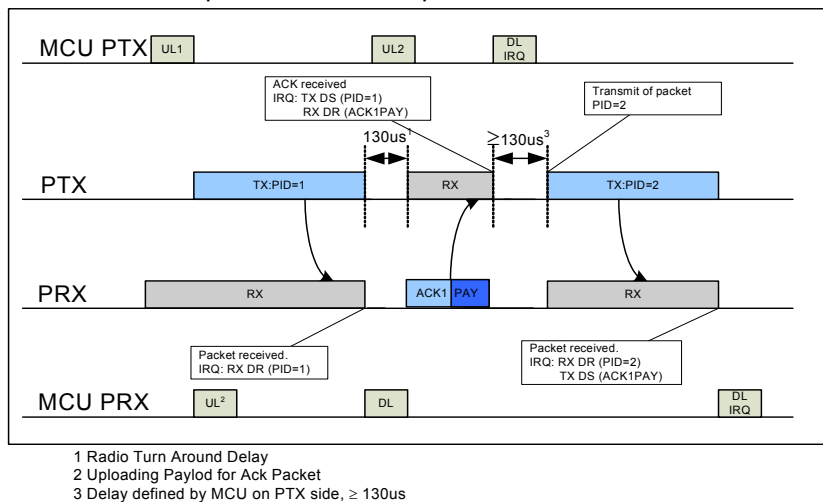 MCU PTX
UL1
UL2
DL
IRQ
ACK received
IRQ: TX DS (PID=1)
RX DR (ACK1PAY)
Transmit of packet
PID=2
130us1
≥130us3
PTX
TX:PID=1
RX
TX:PID=2
PRX
RX
ACK1 PAY
RX
Packet received.
IRQ: RX DR (PID=1)
Packet received.
IRQ: RX DR (PID=2)
TX DS (ACK1PAY)
MCU PRX
UL2
DL
DL
IRQ
1 Radio Turn Around Delay
2 Uploading Paylod for Ack Packet
3 Delay defined by MCU on PTX side, ≥ 130us